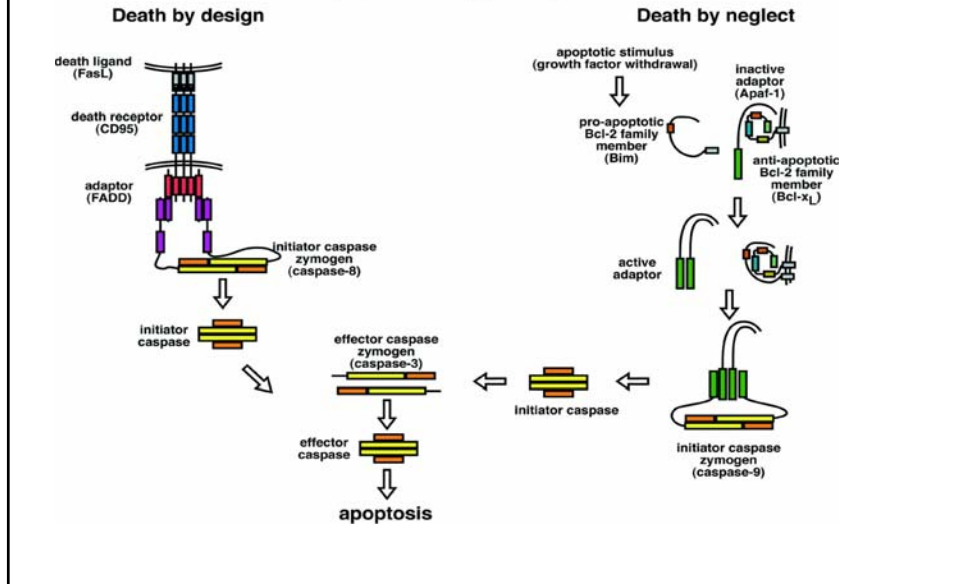 Death by design
death ligand
(FasL)
death receptor
(CD95)
adaptor
(FADD)
initiator caspase
zymogen
(caspase-8)
initiator
caspase
Death by neglect
apoptotic stimulus
(growth factor withdrawal)
inactive
adaptor
(Apaf-1)
pro-apoptotic
Bcl-2 family
member
(Bim)
anti-apoptotic
Bcl-2 family
member
(Bcl-xL)
active
adaptor
initiator caspase
zymogen
(caspase-9)
initiator caspase
effector caspase
zymogen
(caspase-3)
effector
caspase
apoptosis